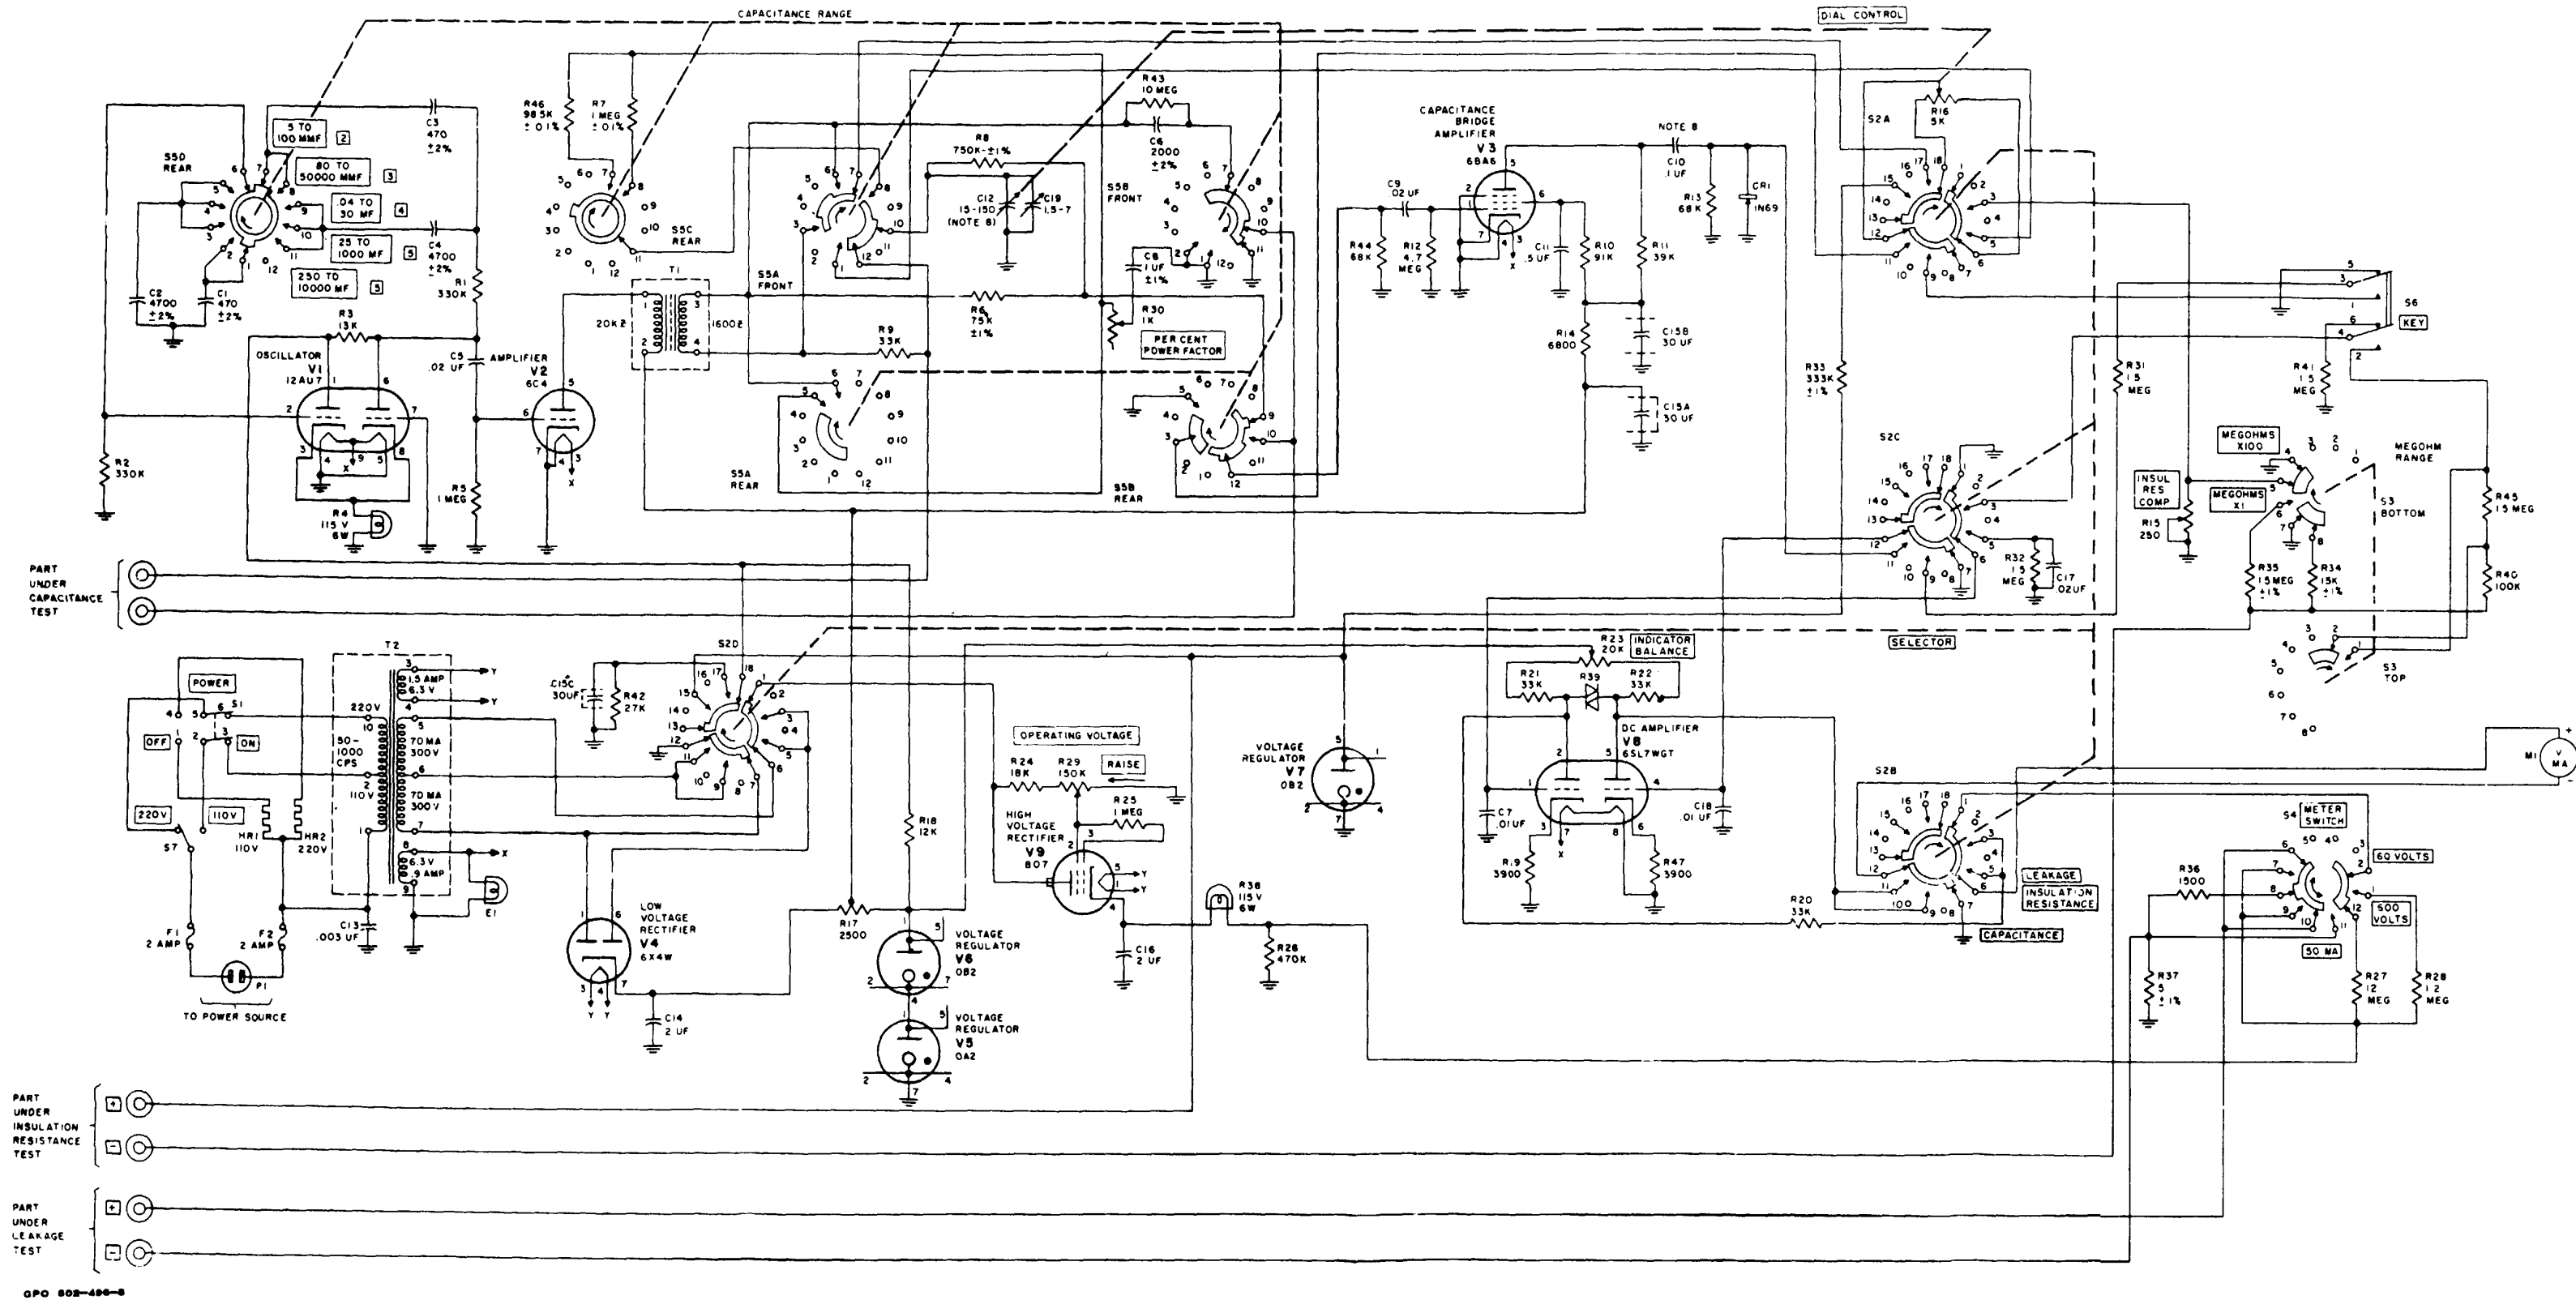 CAPACITANCE RANGE
DIAL CONTROL
S5D
REAR
5 TO
100 MMF
2
80 TO
50000 MMF
3
.04 TO
30 MF
4
25 TO
1000 MF
5
250 TO
10000 MF
5
C3
470
±2%
C4
4700
±2%
R1
330K
C2
4700
±2%
C1
470
±2%
R3
13K
OSCILLATOR
V1
12AU7
C5
.02 UF
AMPLIFIER
V2
6C4
R2
330K
R4
115 V
6W
R5
1 MEG
R46
98.5K
±0.1%
R7
1 MEG
±0.1%
S5C
REAR
T1
S5A
FRONT
R8
750K-±1%
C12
15-150
(NOTE 8)
C19
1.5-7
R6
75K
±1%
R9
33K
S5A
REAR
R43
10 MEG
C6
2000
±2%
S5B
FRONT
C8
1 UF
±1%
R30
1K
PER CENT
POWER FACTOR
S5B
REAR
CAPACITANCE
BRIDGE
AMPLIFIER
V3
6BA6
C9
.02 UF
R44
68K
R12
4.7
MEG
C11
.5UF
R10
91K
R11
39K
NOTE 8
C10
.1 UF
R13
68K
CR1
1N69
R14
6800
C15B
30 UF
C15A
30 UF
S2A
R16
5K
R33
333K
±1%
S2C
R32
1.5
MEG
C17
.02UF
R31
1.5
MEG
S6
KEY
R41
1.5
MEG
MEGOHMS
X100
MEGOHM
RANGE
MEGOHMS
X1
INSUL
RES
COMP
R15
250
S3
BOTTOM
R45
1.5 MEG
R35
1.5 MEG
±1%
R34
15K
±1%
R40
100K
S3
TOP
PART
UNDER
CAPACITANCE
TEST
POWER
OFF
ON
S1
220V
110V
S7
HR1
110V
HR2
220V
F1
2 AMP
F2
2 AMP
P1
TO POWER SOURCE
T2
1.5 AMP
6.3 V
220V
50-
1000
CPS
110V
70 MA
300V
70 MA
300V
6.3V
.9 AMP
E1
C13
.003 UF
C15C
30UF
R42
27K
S2D
LOW
VOLTAGE
RECTIFIER
V4
6X4W
C14
2 UF
R17
2500
R18
12K
VOLTAGE
REGULATOR
V6
OB2
VOLTAGE
REGULATOR
V5
OA2
OPERATING VOLTAGE
R24
18K
R29
150K
RAISE
R25
1 MEG
HIGH
VOLTAGE
RECTIFIER
V9
807
C16
2 UF
R38
115 V
6W
R26
470K
VOLTAGE
REGULATOR
V7
OB2
SELECTOR
R23
20K
INDICATOR
BALANCE
R21
33K
R39
R22
33K
DC AMPLIFIER
V8
6SL7WGT
C7
.01UF
C18
.01 UF
R19
3900
R47
3900
R20
33K
S2B
LEAKAGE
INSULATION
RESISTANCE
CAPACITANCE
METER
SWITCH
S4
60 VOLTS
600
VOLTS
50 MA
R36
1500
R37
5
±1%
R27
12
MEG
R28
1.2
MEG
M1
V
MA
PART
UNDER
INSULATION
RESISTANCE
TEST
PART
UNDER
LEAKAGE
TEST